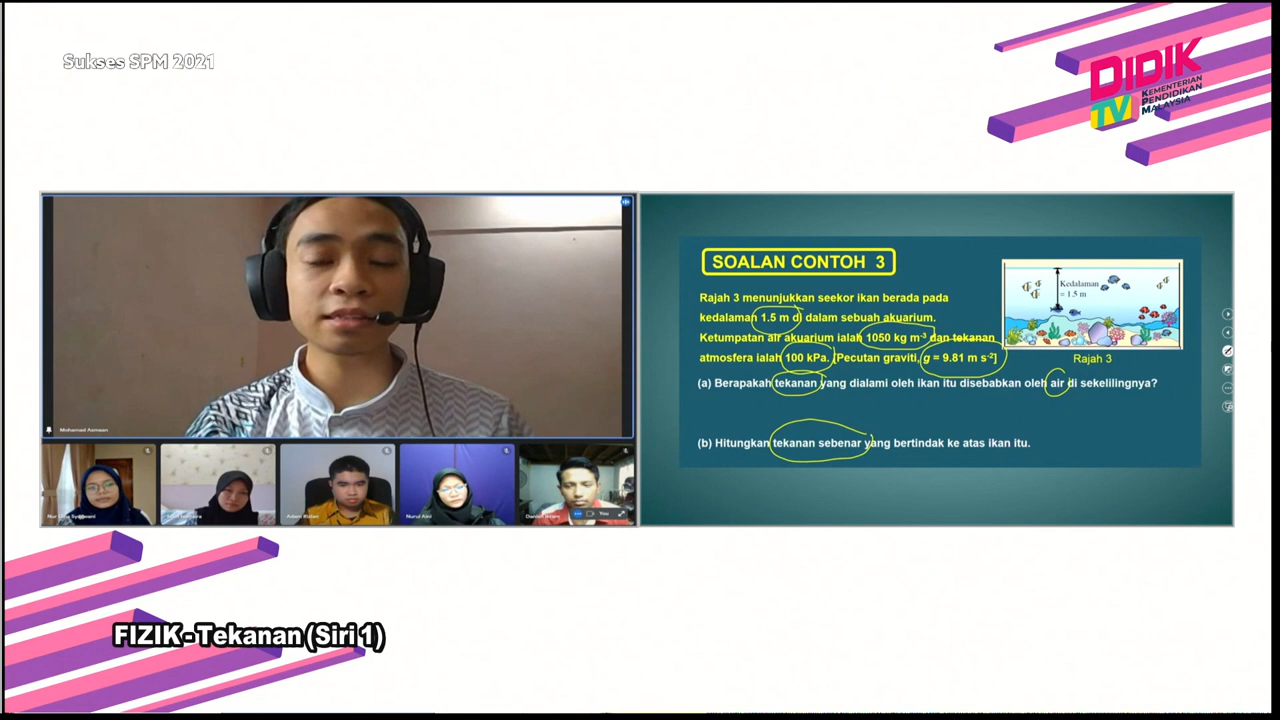 Sukses SPM 2021
DIDIK
TV
KEMENTERIAN
PENDIDIKAN
MALAYSIA
SOALAN CONTOH 3
Rajah 3 menunjukkan seekor ikan berada pada
kedalaman 1.5 m di dalam sebuah akuarium.
Ketumpatan air akuarium ialah 1050 kg m⁻³ dan tekanan
atmosfera ialah 100 kPa. [Pecutan graviti, g = 9.81 m s⁻²]
Kedalaman
= 1.5 m
Rajah 3
(a) Berapakah tekanan yang dialami oleh ikan itu disebabkan oleh air di sekelilingnya?
(b) Hitungkan tekanan sebenar yang bertindak ke atas ikan itu.
Mohamad Asmaan
Nurul Aini
You
FIZIK - Tekanan (Siri 1)